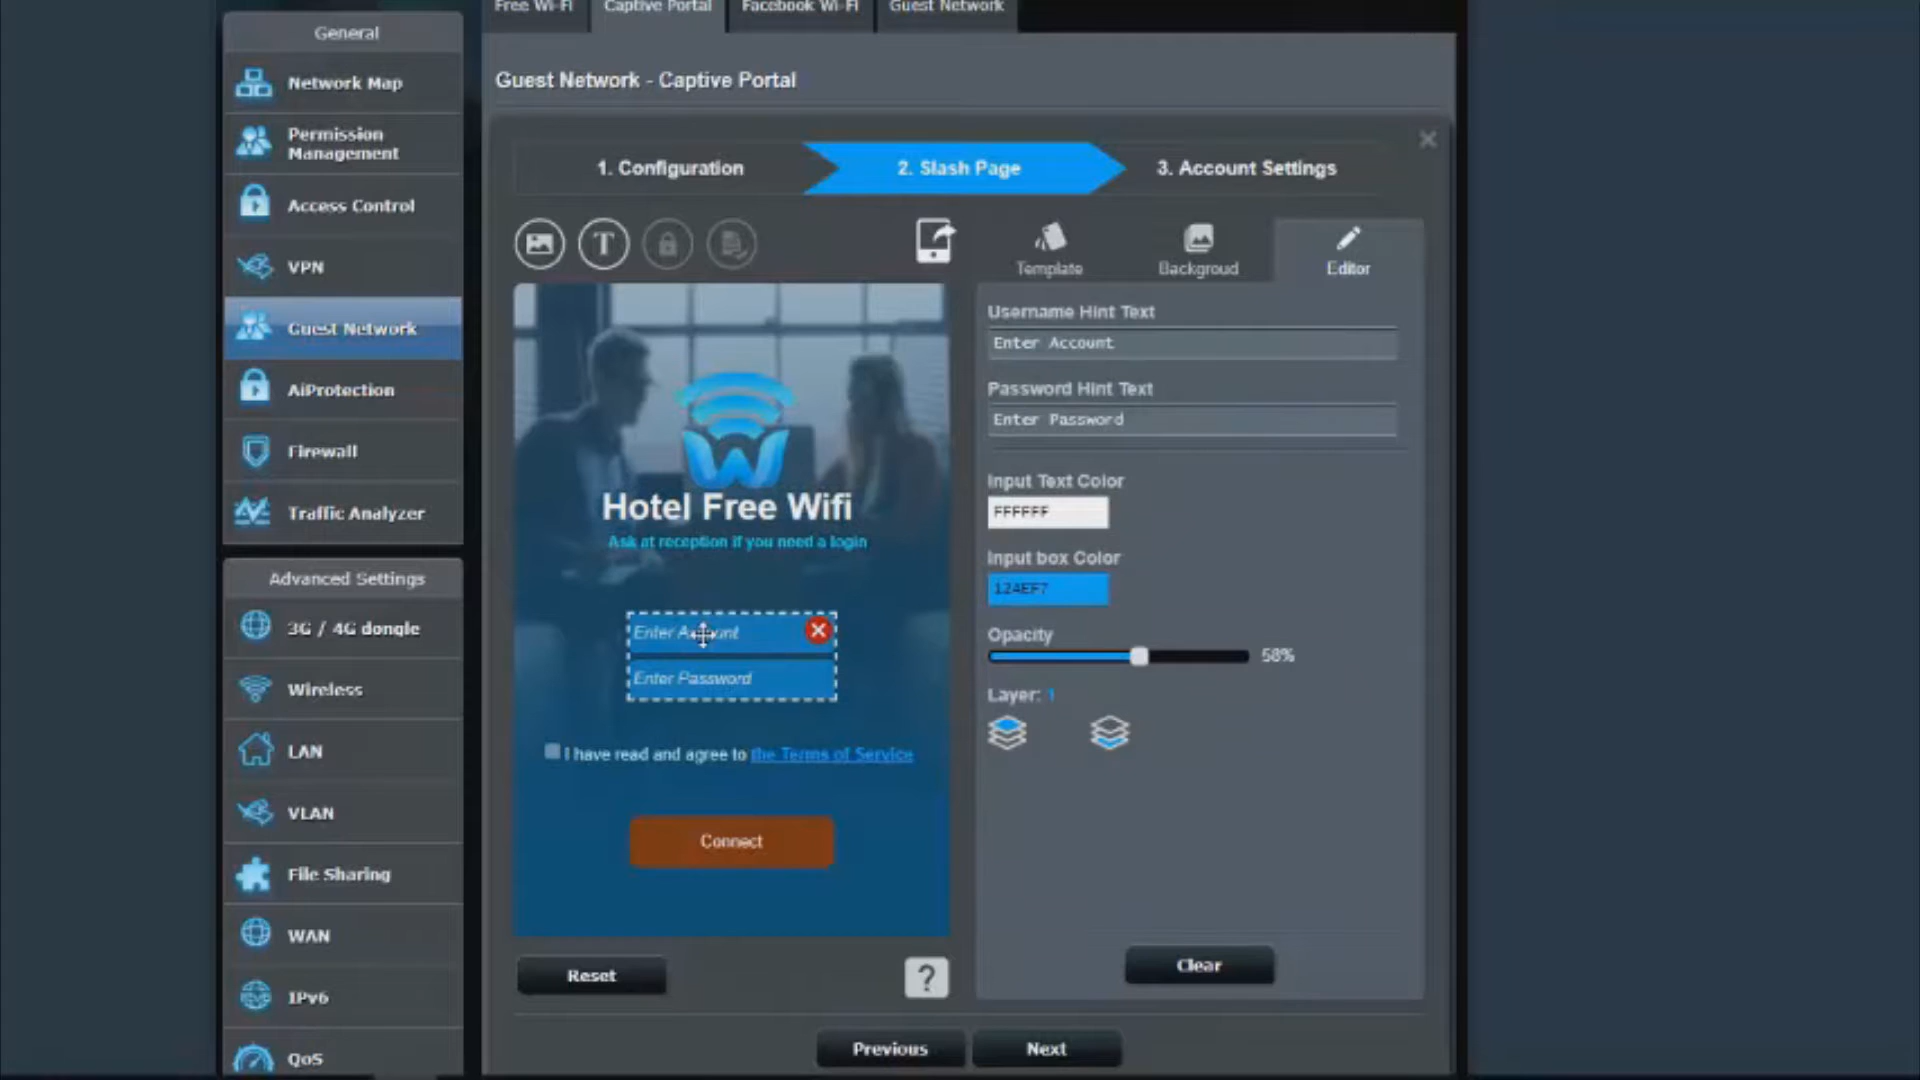 Free Wi-Fi
Captive Portal
Facebook Wi-Fi
Guest Network
General
Network Map
Permission
Management
Access Control
VPN
Guest Network
AiProtection
Firewall
Traffic Analyzer
Advanced Settings
3G / 4G dongle
Wireless
LAN
VLAN
File Sharing
WAN
IPv6
QoS
Guest Network - Captive Portal
1. Configuration
2. Slash Page
3. Account Settings
T
Template
Backgroud
Editor
Hotel Free Wifi
Ask at reception if you need a login
Enter Account
Enter Password
I have read and agree to the Terms of Service
Connect
Reset
?
Username Hint Text
Enter Account
Password Hint Text
Enter Password
Input Text Color
FFFFFF
Input box Color
124EF7
Opacity
58%
Layer: 1
Clear
Previous
Next